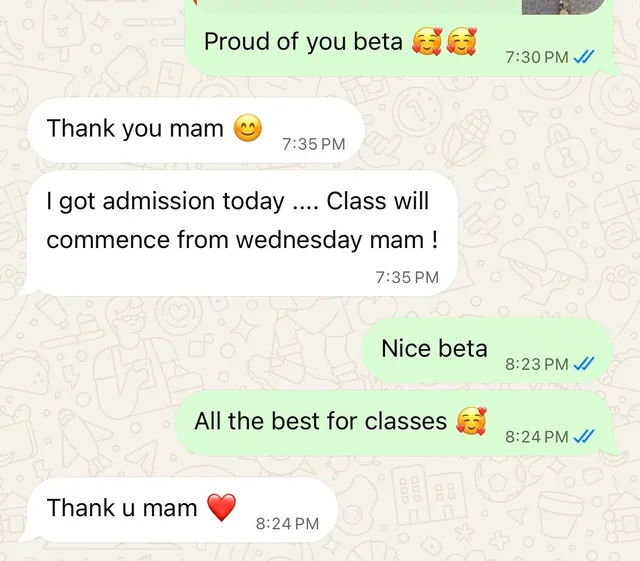 Proud of you beta 🥰🥰
7:30 PM
Thank you mam 😊
7:35 PM
I got admission today .... Class will
commence from wednesday mam !
7:35 PM
Nice beta
8:23 PM
All the best for classes 🥰
8:24 PM
Thank u mam ❤️
8:24 PM